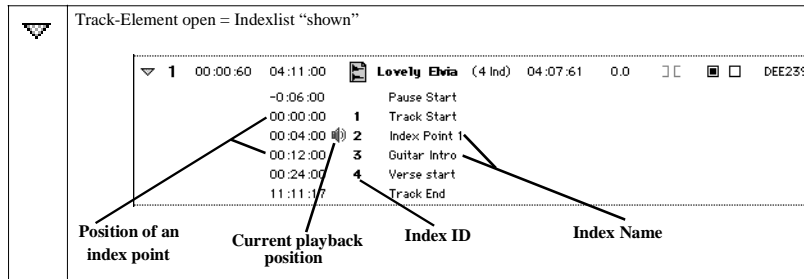 Track-Element open = Indexlist “shown”
1 00:00:60 04:11:00 Lovely Elvia (4 Ind) 04:07:61 0.0 ][ DEE239
-0:06:00 Pause Start
00:00:00 1 Track Start
00:04:00 2 Index Point 1
00:12:00 3 Guitar Intro
00:24:00 4 Verse start
11:11:17 Track End
Position of an index point
Current playback position
Index ID
Index Name